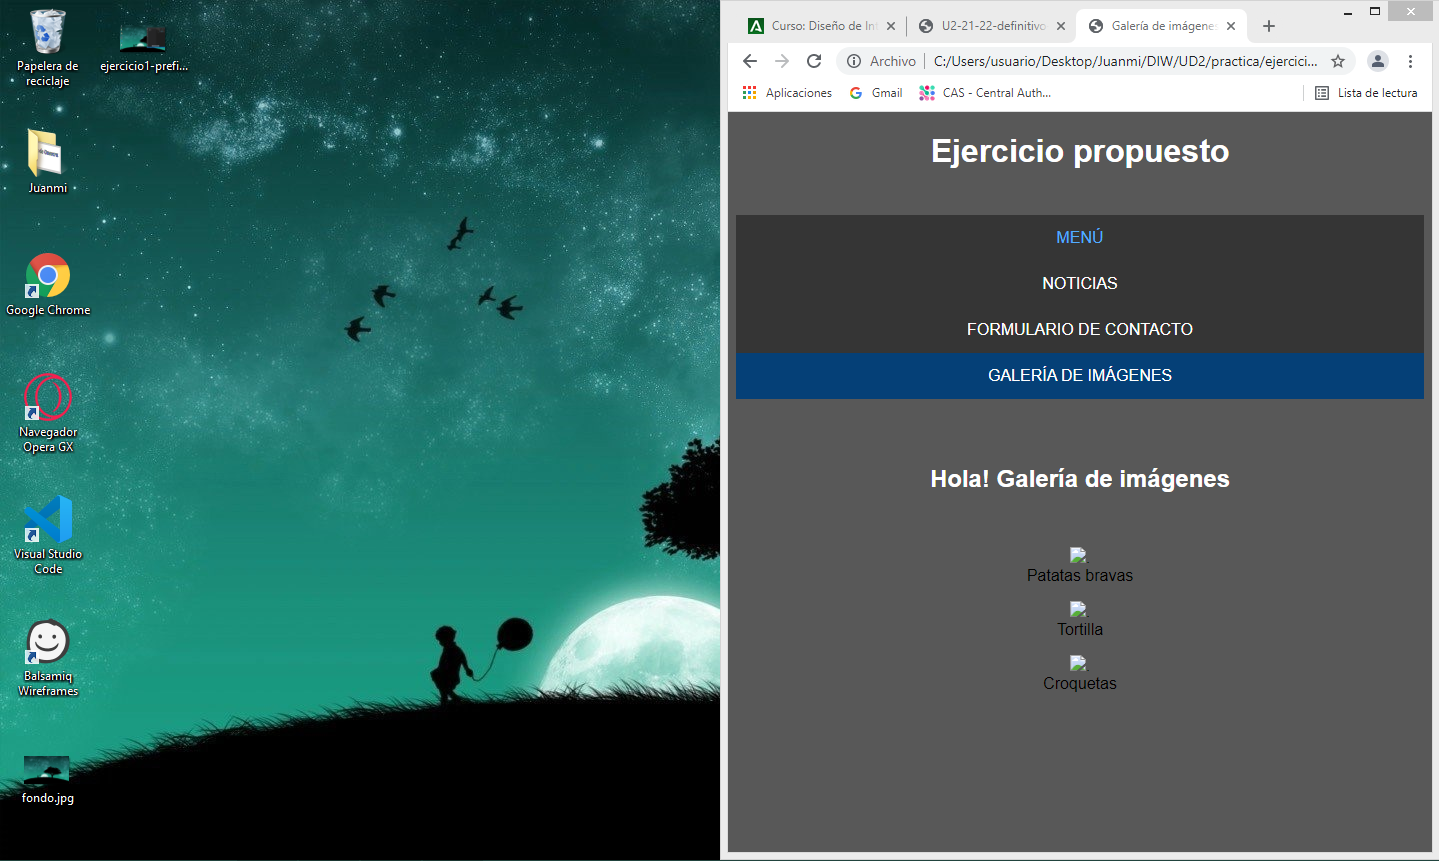 Papelera de
reciclaje
ejercicio1-prefi...
Juanmi
Google Chrome
Navegador
Opera GX
Visual Studio
Code
Balsamiq
Wireframes
fondo.jpg
Curso: Diseño de Int
U2-21-22-definitivo
Galería de imágenes
Archivo
C:/Users/usuario/Desktop/Juanmi/DIW/UD2/practica/ejercici...
Aplicaciones
Gmail
CAS - Central Auth...
Lista de lectura
Ejercicio propuesto
MENÚ
NOTICIAS
FORMULARIO DE CONTACTO
GALERÍA DE IMÁGENES
Hola! Galería de imágenes
Patatas bravas
Tortilla
Croquetas